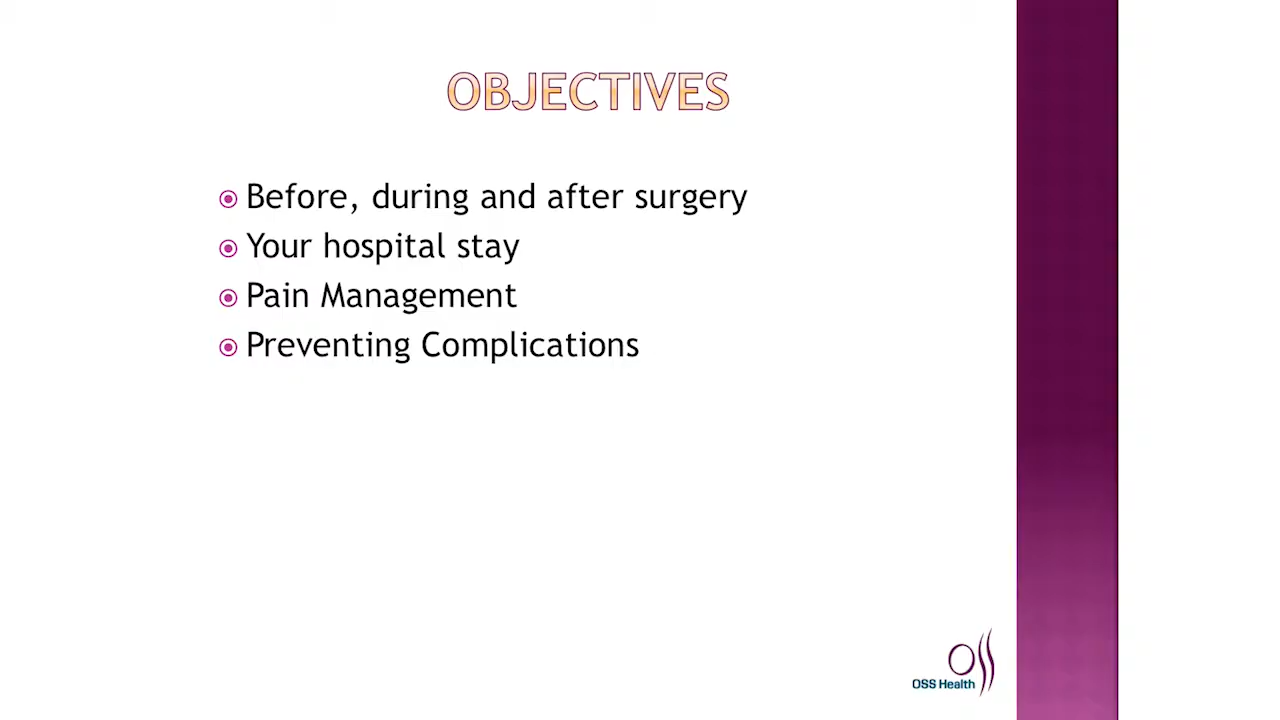 OBJECTIVES
Before, during and after surgery
Your hospital stay
Pain Management
Preventing Complications
OSS Health